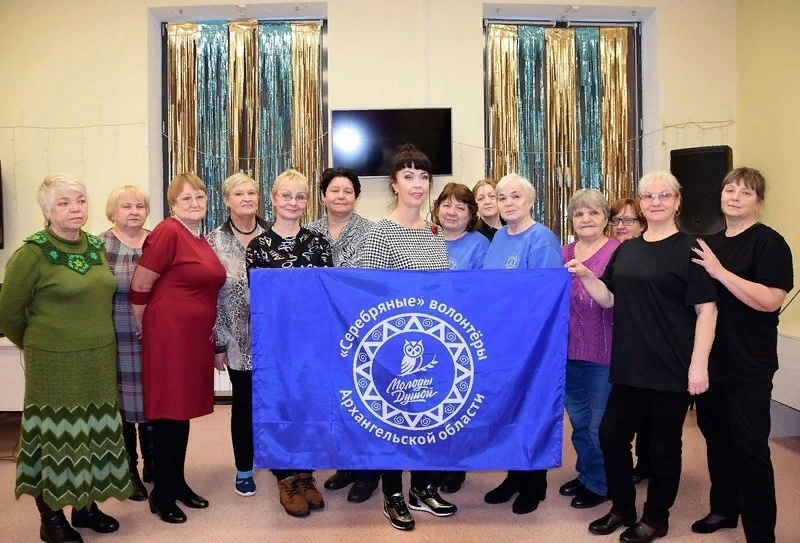 «Серебряные» волонтёры
Молоды
Душой
Архангельской области